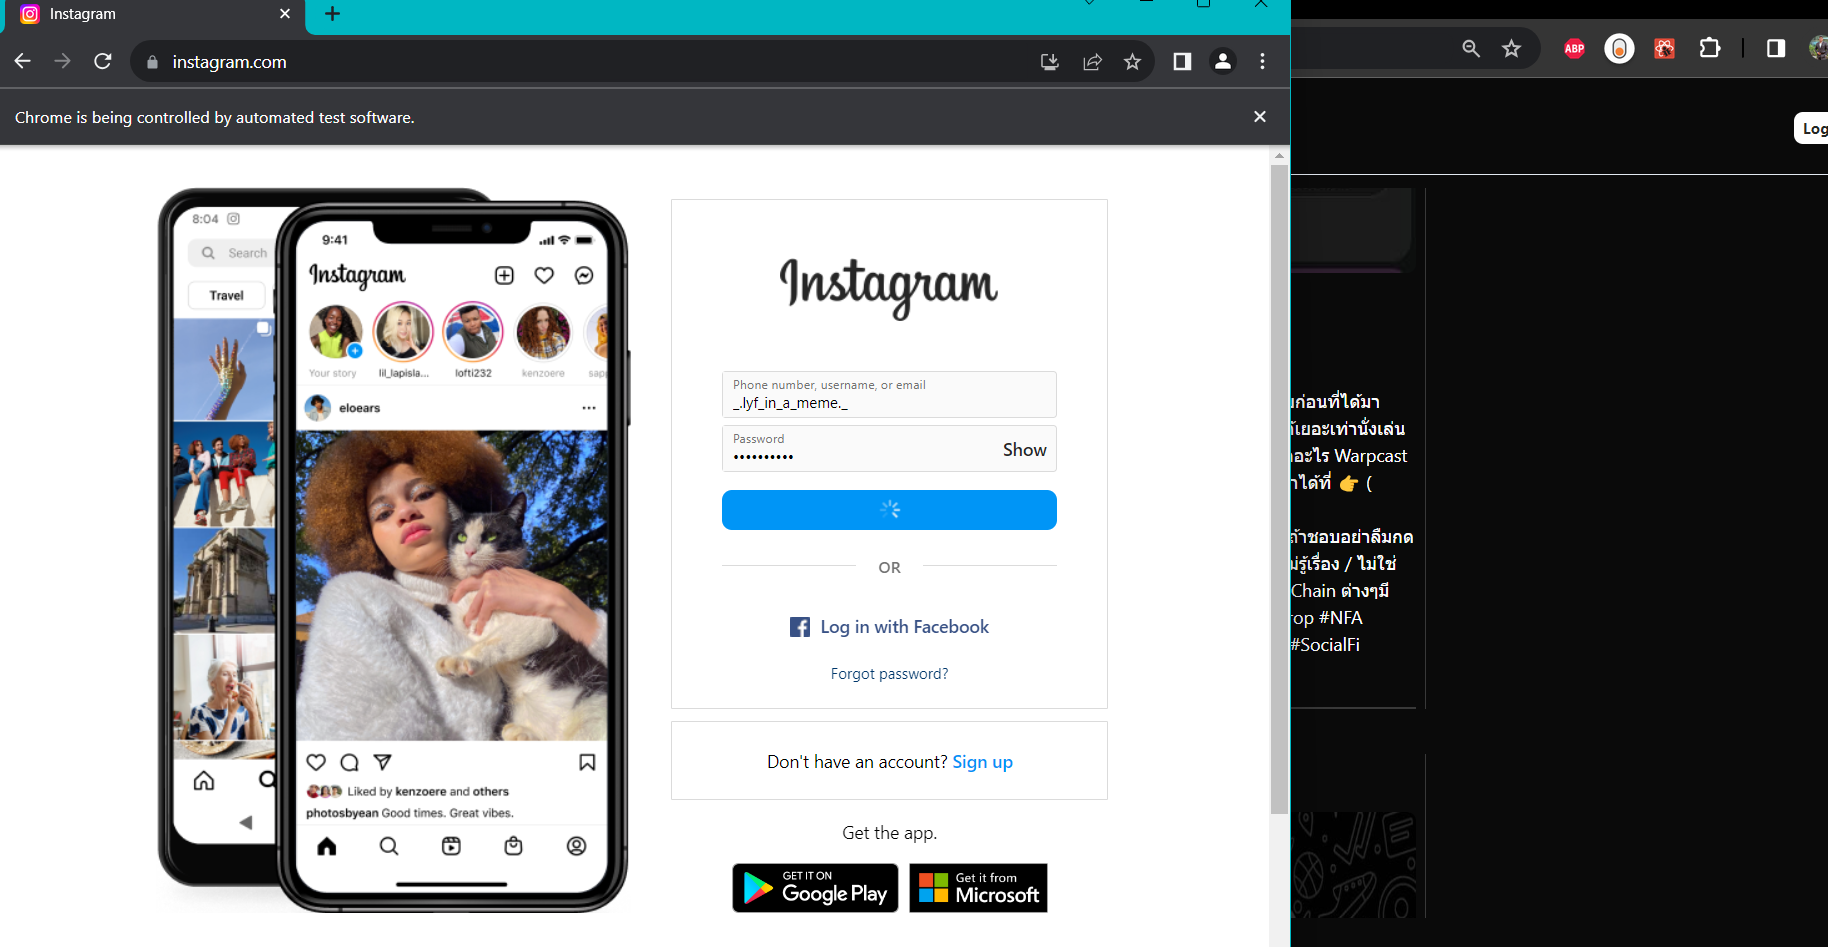 Instagram
instagram.com
Chrome is being controlled by automated test software.
8:04
Search
Travel
9:41
Instagram
Your story
lil_lapisla...
lofti232
kenzoere
sapp
eloears
Liked by kenzoere and others
photosbyean Good times. Great vibes.
Instagram
Phone number, username, or email
_.lyf_in_a_meme._
Password
••••••••••
Show
OR
Log in with Facebook
Forgot password?
Don't have an account? Sign up
Get the app.
GET IT ON
Google Play
Get it from
Microsoft
ABP
Log
ก่อนที่ได้มา
เยอะเท่านั่งเล่น
อะไร Warpcast
ได้ที่ 👉 (
ถ้าชอบอย่าลืมกด
ไม่รู้เรื่อง / ไม่ใช่
Chain ต่างๆมี
rop #NFA
#SocialFi